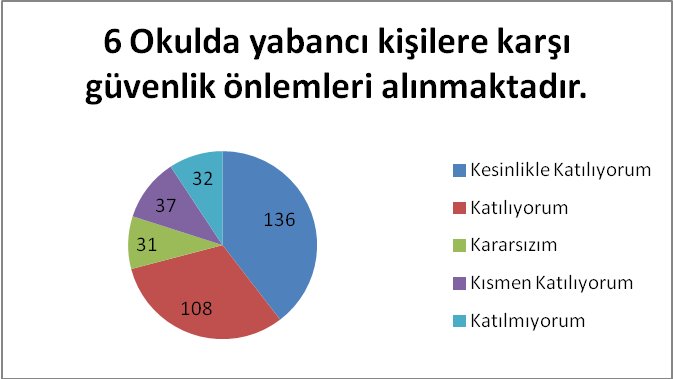 6 Okulda yabancı kişilere karşı
güvenlik önlemleri alınmaktadır.
32
136
37
31
108
Kesinlikle Katılıyorum
Katılıyorum
Kararsızım
Kısmen Katılıyorum
Katılmıyorum